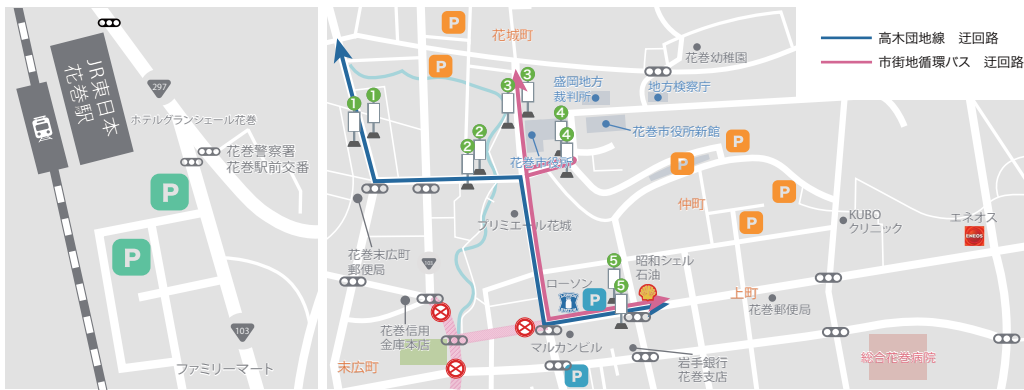 JR東日本
花巻駅
297
ホテルグランシェール花巻
花巻警察署
花巻駅前交番
P
P
103
ファミリーマート
P
花城町
P
花巻幼稚園
盛岡地方
裁判所
地方検察庁
1
1
3
3
4
4
2
2
花巻市役所新館
花巻市役所
P
P
P
P
仲町
プリミエール花城
KUBO
クリニック
エネオス
ENEOS
花巻末広町
郵便局
103
5
5
昭和シェル
石油
ローソン
P
上町
花巻郵便局
花巻信用
金庫本店
マルカンビル
末広町
P
岩手銀行
花巻支店
総合花巻病院
高木団地線　迂回路
市街地循環バス　迂回路